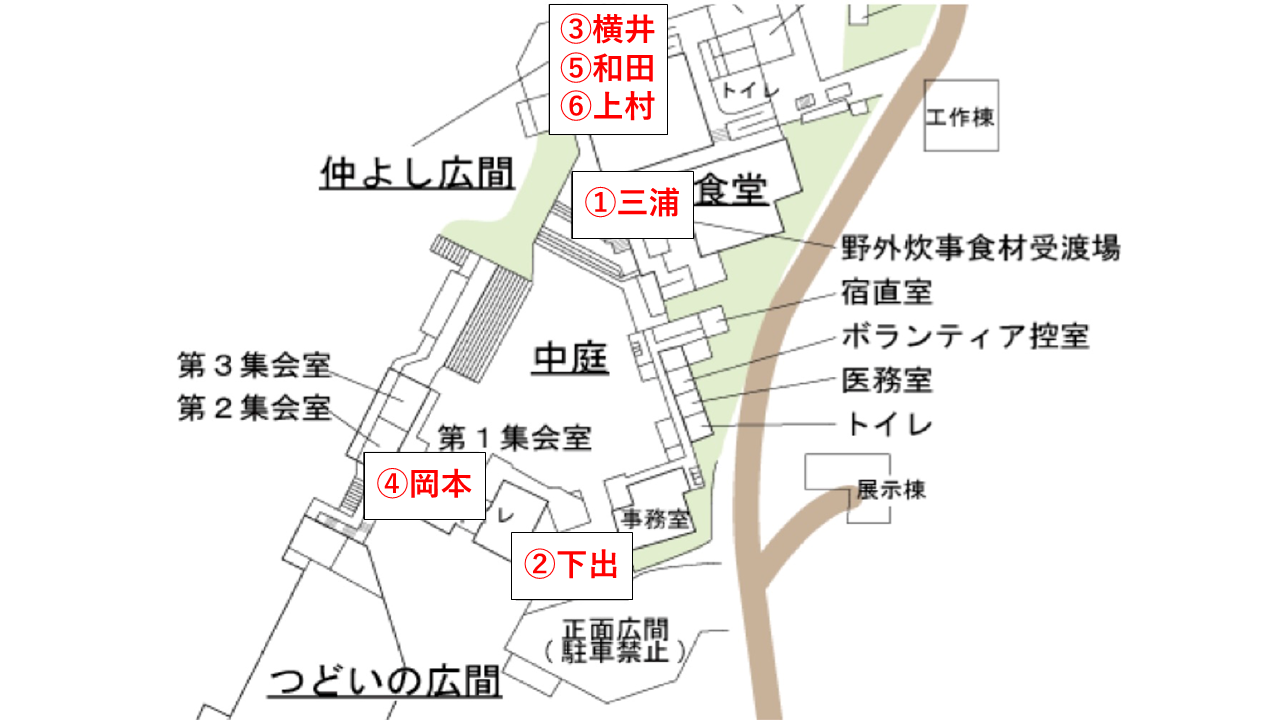 ③横井
⑤和田
⑥上村
トイレ
工作棟
仲よし広間
①三浦
食堂
野外炊事食材受渡場
宿直室
ボランティア控室
中庭
第３集会室
医務室
第２集会室
トイレ
第１集会室
④岡本
レ
展示棟
事務室
②下出
正面広間
（駐車禁止）
つどいの広間